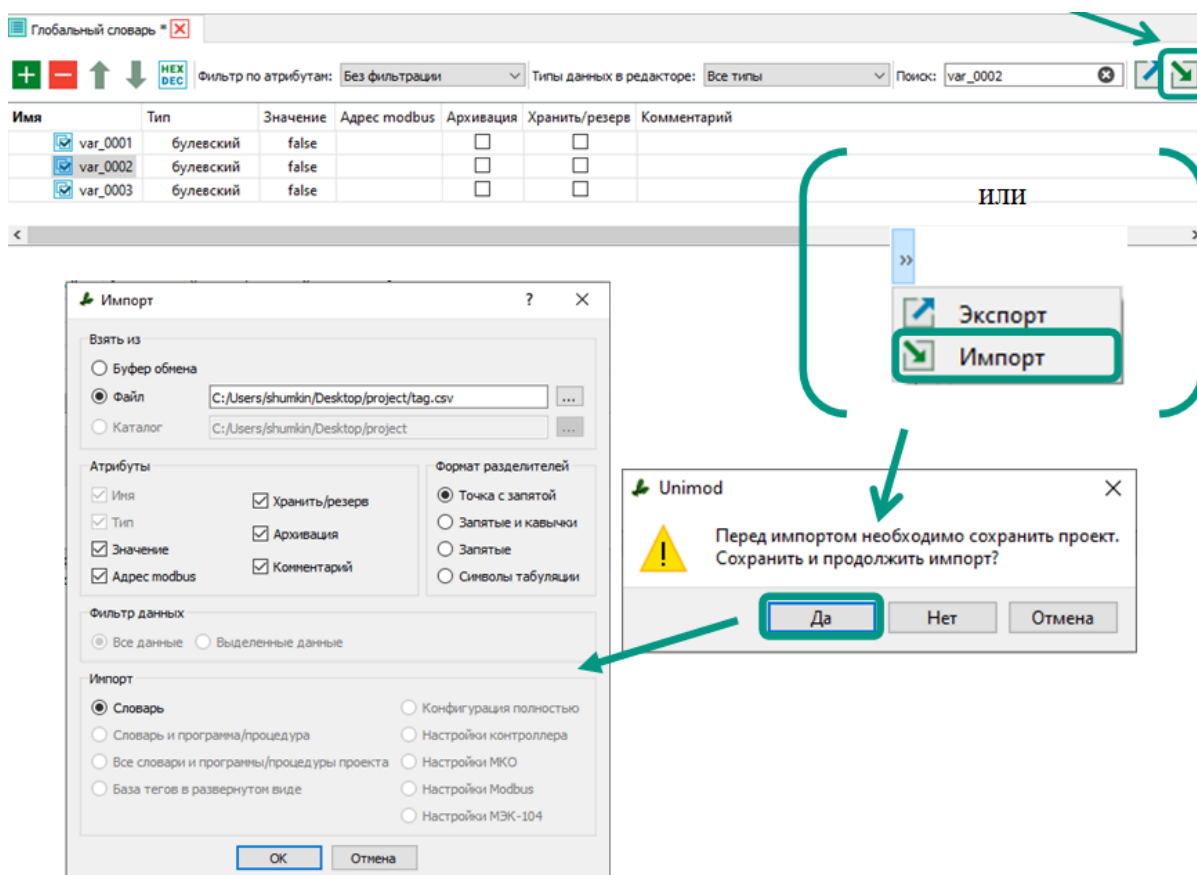 Глобальный словарь *
HEX
DEC
Фильтр по атрибутам: Без фильтрации Типы данных в редакторе: Все типы Поиск: var_0002
Имя Тип Значение Адрес modbus Архивация Хранить/резерв Комментарий
var_0001 булевский false
var_0002 булевский false
var_0003 булевский false
или
»
Экспорт
Импорт
Импорт ?
Взять из
Буфер обмена
Файл C:/Users/shumkin/Desktop/project/tag.csv ...
Каталог C:/Users/shumkin/Desktop/project ...
Атрибуты
Имя
Тип
Значение
Адрес modbus
Хранить/резерв
Архивация
Комментарий
Формат разделителей
Точка с запятой
Запятые и кавычки
Запятые
Символы табуляции
Фильтр данных
Все данные Выделенные данные
Импорт
Словарь
Словарь и программа/процедура
Все словари и программы/процедуры проекта
База тегов в развернутом виде
Конфигурация полностью
Настройки контроллера
Настройки МКО
Настройки Modbus
Настройки МЭК-104
OK Отмена
Unimod
Перед импортом необходимо сохранить проект.
Сохранить и продолжить импорт?
Да Нет Отмена